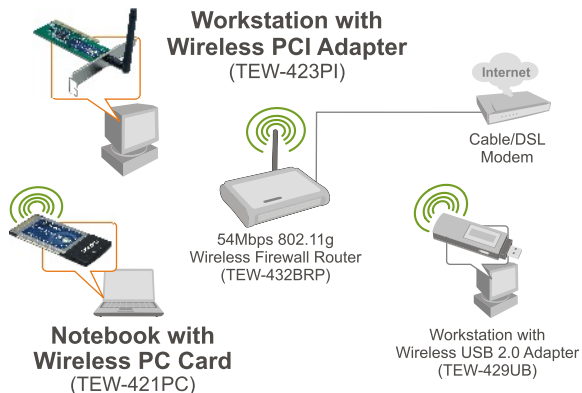 Workstation with
Wireless PCI Adapter
(TEW-423PI)
Internet
Cable/DSL
Modem
54Mbps 802.11g
Wireless Firewall Router
(TEW-432BRP)
Notebook with
Wireless PC Card
(TEW-421PC)
Workstation with
Wireless USB 2.0 Adapter
(TEW-429UB)